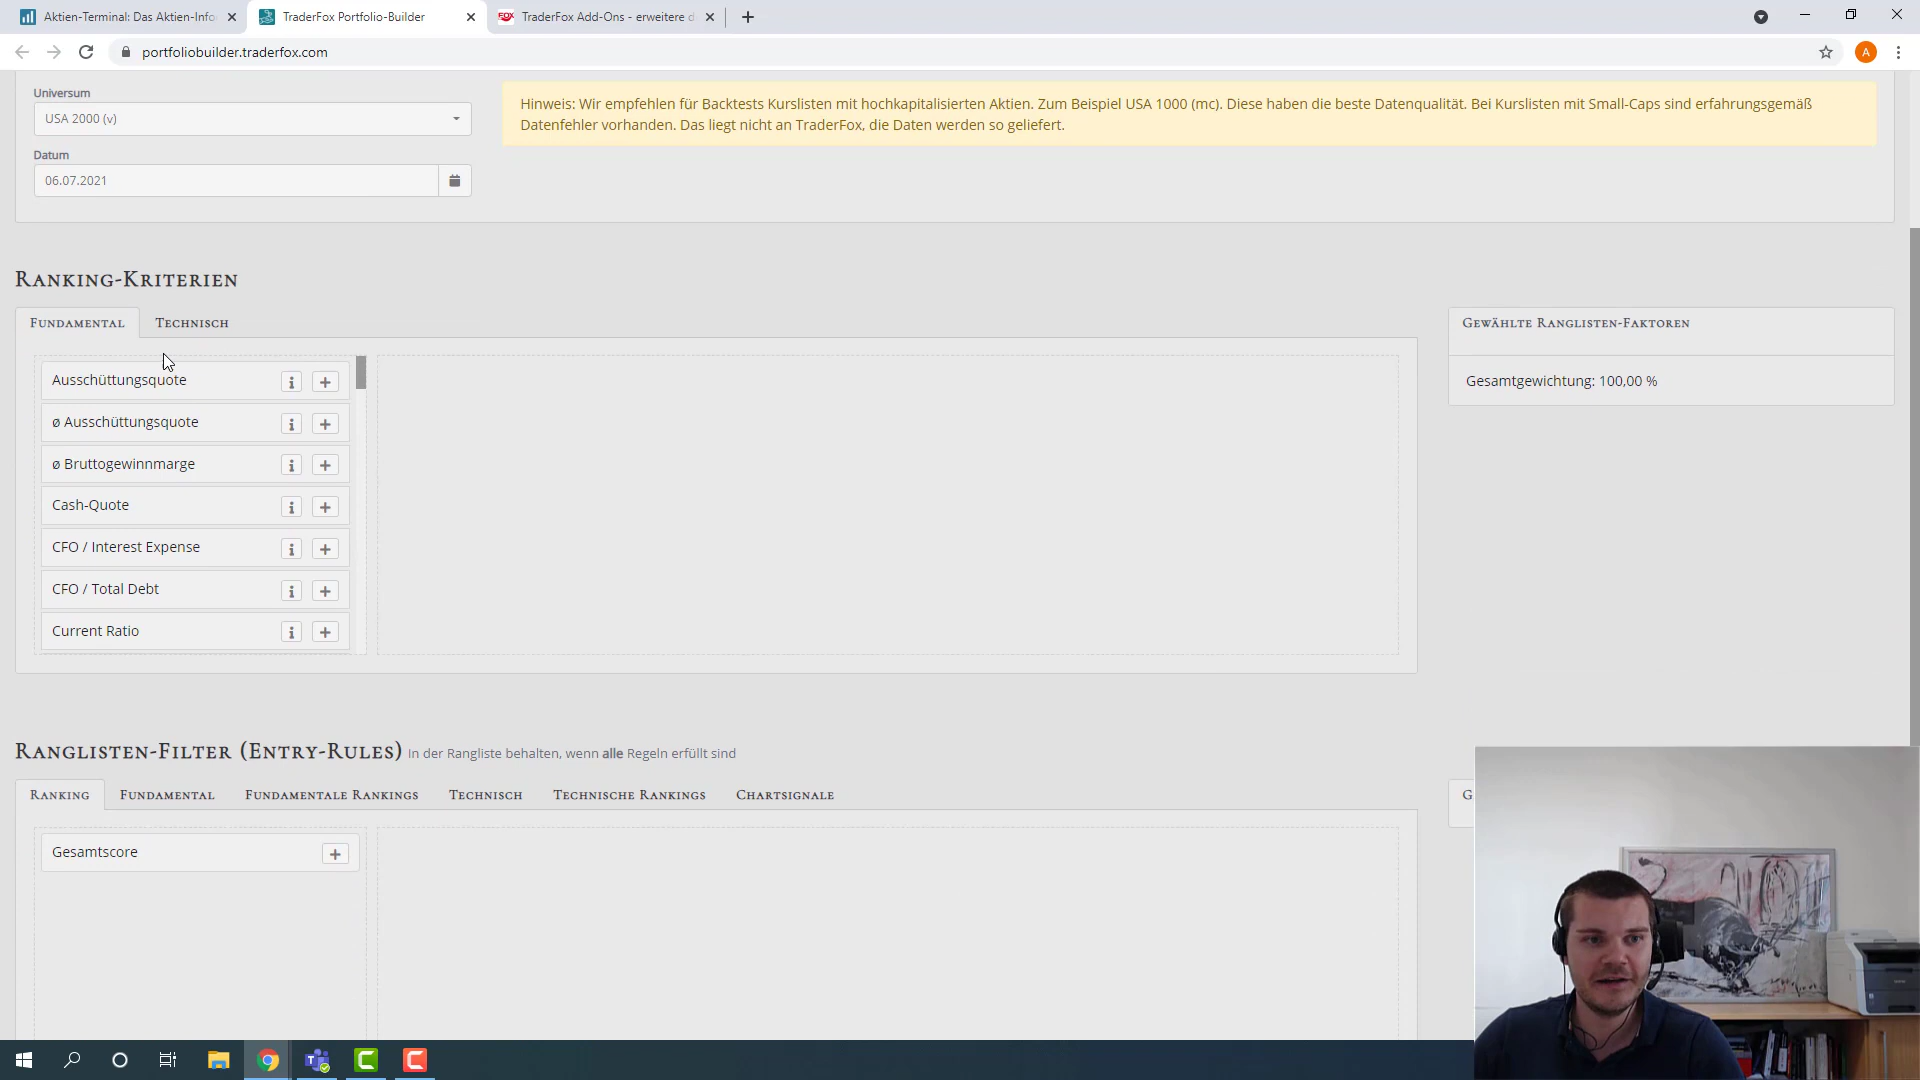 Aktien-Terminal: Das Aktien-Info
TraderFox Portfolio-Builder
TraderFox Add-Ons - erweitere d
portfoliobuilder.traderfox.com
A
Universum
USA 2000 (v)
Hinweis: Wir empfehlen für Backtests Kurslisten mit hochkapitalisierten Aktien. Zum Beispiel USA 1000 (mc). Diese haben die beste Datenqualität. Bei Kurslisten mit Small-Caps sind erfahrungsgemäß
Datenfehler vorhanden. Das liegt nicht an TraderFox, die Daten werden so geliefert.
Datum
06.07.2021
Ranking-Kriterien
Fundamental
Technisch
Gewählte Ranglisten-Faktoren
Gesamtgewichtung: 100,00 %
Ausschüttungsquote
ø Ausschüttungsquote
ø Bruttogewinnmarge
Cash-Quote
CFO / Interest Expense
CFO / Total Debt
Current Ratio
Ranglisten-Filter (Entry-Rules) In der Rangliste behalten, wenn alle Regeln erfüllt sind
Ranking
Fundamental
Fundamentale Rankings
Technisch
Technische Rankings
Chartsignale
G
Gesamtscore